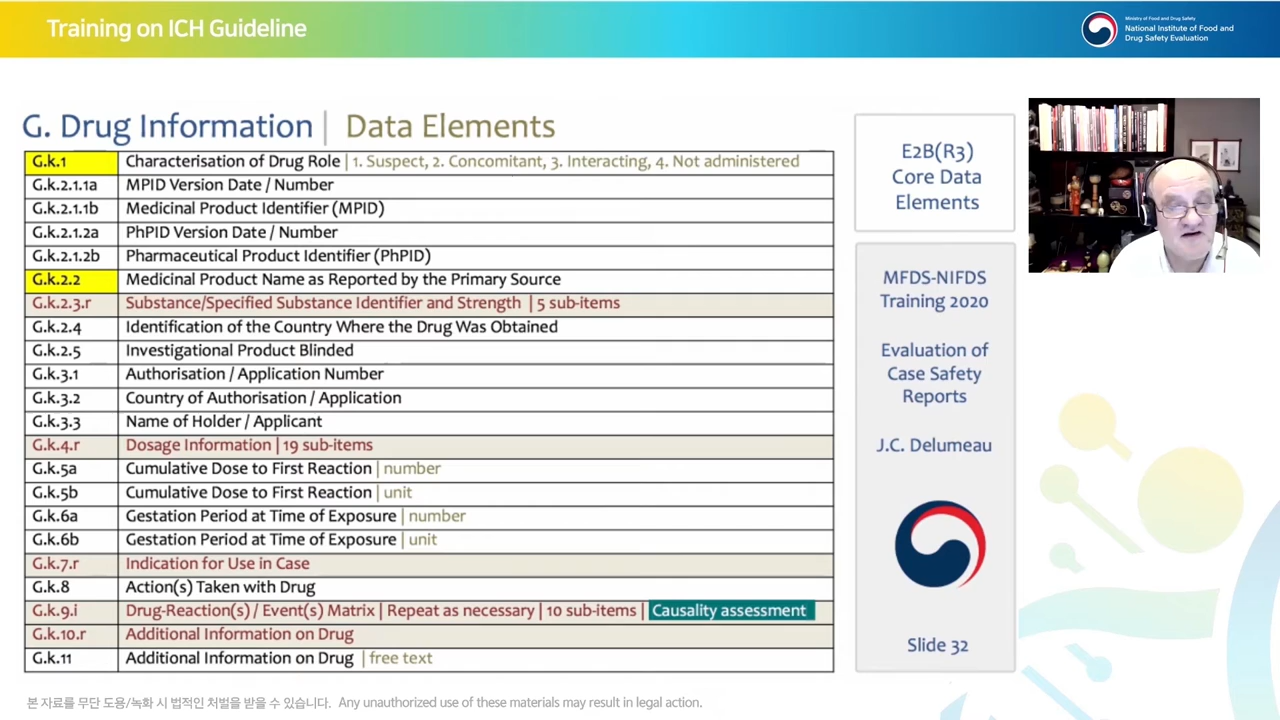 Training on ICH Guideline
Ministry of Food and Drug Safety
National Institute of Food and
Drug Safety Evaluation
G. Drug Information | Data Elements
G.k.1 Characterisation of Drug Role | 1. Suspect, 2. Concomitant, 3. Interacting, 4. Not administered
G.k.2.1.1a MPID Version Date / Number
G.k.2.1.1b Medicinal Product Identifier (MPID)
G.k.2.1.2a PhPID Version Date / Number
G.k.2.1.2b Pharmaceutical Product Identifier (PhPID)
G.k.2.2 Medicinal Product Name as Reported by the Primary Source
G.k.2.3.r Substance/Specified Substance Identifier and Strength | 5 sub-items
G.k.2.4 Identification of the Country Where the Drug Was Obtained
G.k.2.5 Investigational Product Blinded
G.k.3.1 Authorisation / Application Number
G.k.3.2 Country of Authorisation / Application
G.k.3.3 Name of Holder / Applicant
G.k.4.r Dosage Information | 19 sub-items
G.k.5a Cumulative Dose to First Reaction | number
G.k.5b Cumulative Dose to First Reaction | unit
G.k.6a Gestation Period at Time of Exposure | number
G.k.6b Gestation Period at Time of Exposure | unit
G.k.7.r Indication for Use in Case
G.k.8 Action(s) Taken with Drug
G.k.9.i Drug-Reaction(s) / Event(s) Matrix | Repeat as necessary | 10 sub-items | Causality assessment
G.k.10.r Additional Information on Drug
G.k.11 Additional Information on Drug | free text
E2B(R3)
Core Data
Elements
MFDS-NIFDS
Training 2020
Evaluation of
Case Safety
Reports
J.C. Delumeau
Slide 32
본 자료를 무단 도용/녹화 시 법적인 처벌을 받을 수 있습니다. Any unauthorized use of these materials may result in legal action.